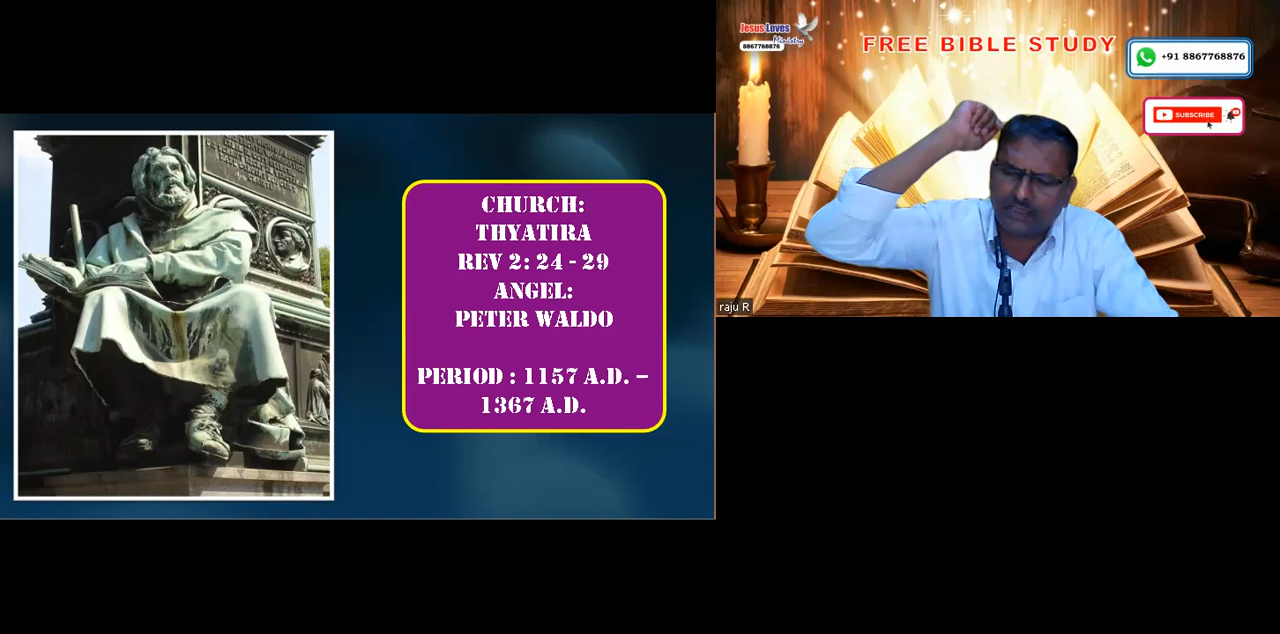 CHURCH:
THYATIRA
REV 2: 24 - 29
ANGEL:
PETER WALDO
PERIOD : 1157 A.D. –
1367 A.D.
Jesus Loves
Ministry
8867768876
FREE BIBLE STUDY
+91 8867768876
SUBSCRIBE
raju R